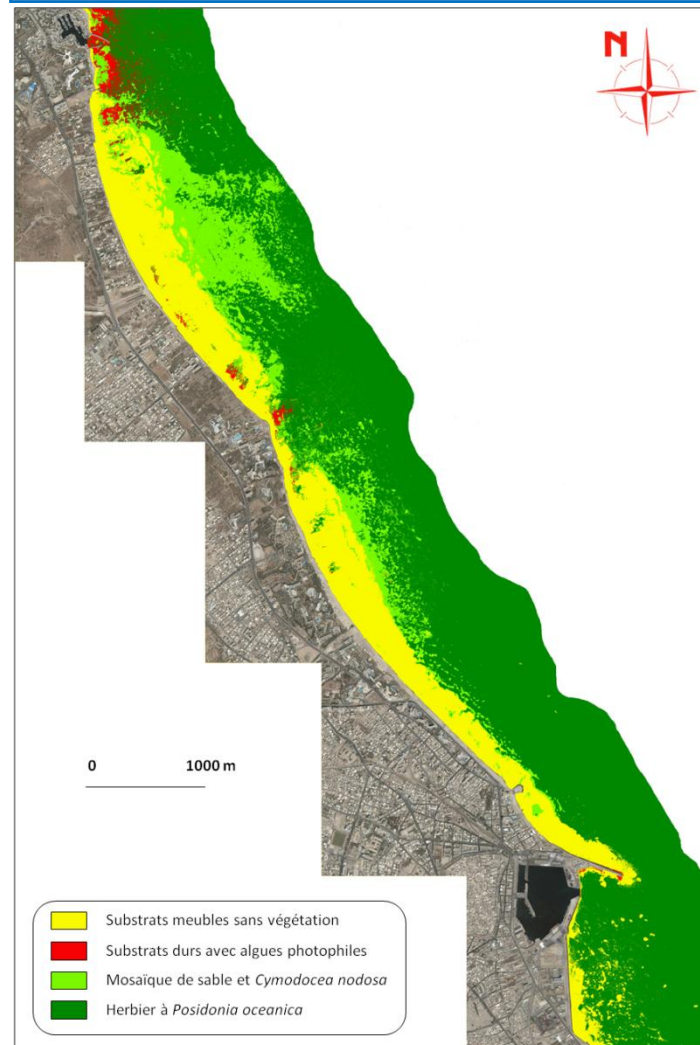 N
0 1000 m
Substrats meubles sans végétation
Substrats durs avec algues photophiles
Mosaïque de sable et Cymodocea nodosa
Herbier à Posidonia oceanica